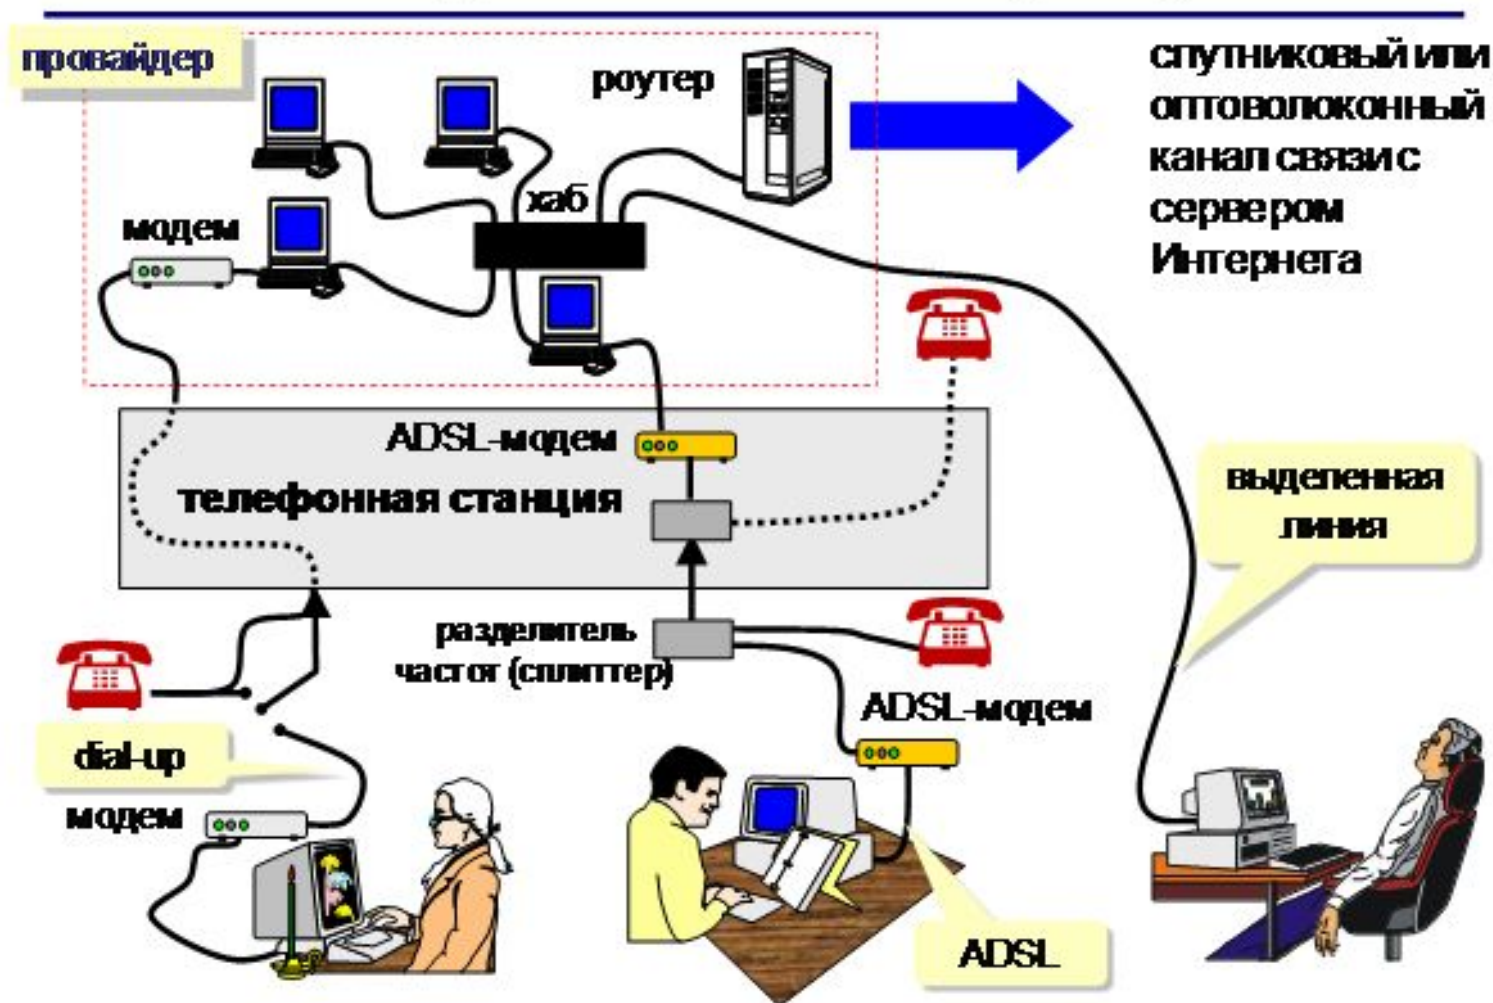 провайдер
роутер
спутниковый или
оптоволоконный
канал связи с
сервером
Интернета
хаб
модем
ADSL-модем
телефонная станция
выделенная
линия
разделитель
частот (сплиттер)
ADSL-модем
dial-up
модем
ADSL